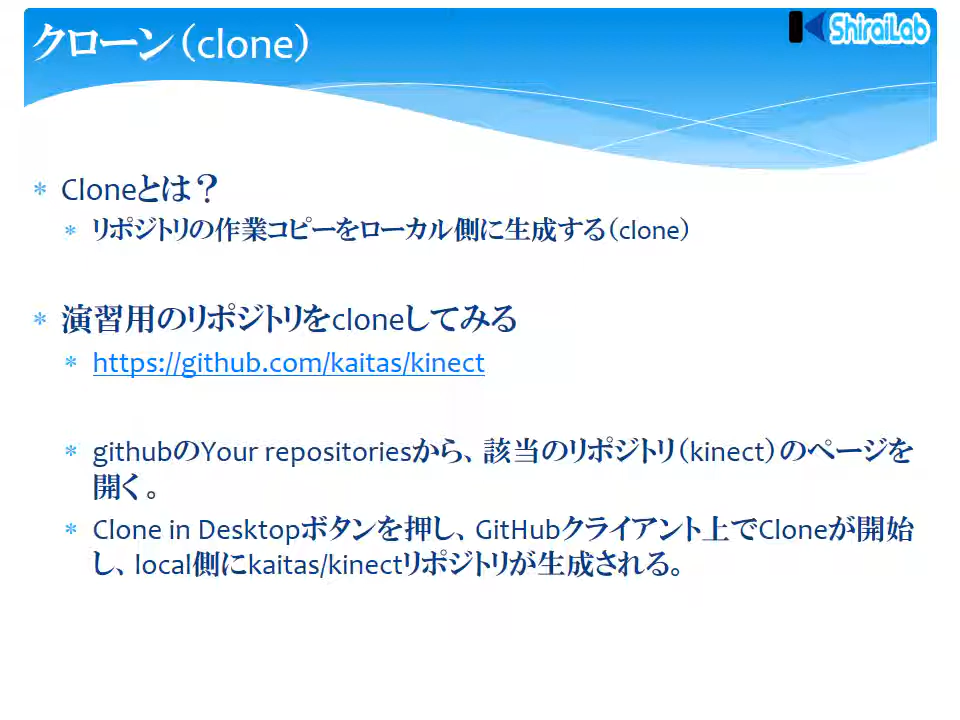 クローン（clone）
ShiraiLab
* Cloneとは？
* リポジトリの作業コピーをローカル側に生成する（clone）
* 演習用のリポジトリをcloneしてみる
* https://github.com/kaitas/kinect
* githubのYour repositoriesから、該当のリポジトリ（kinect）のページを
開く。
* Clone in Desktopボタンを押し、GitHubクライアント上でCloneが開始
し、local側にkaitas/kinectリポジトリが生成される。